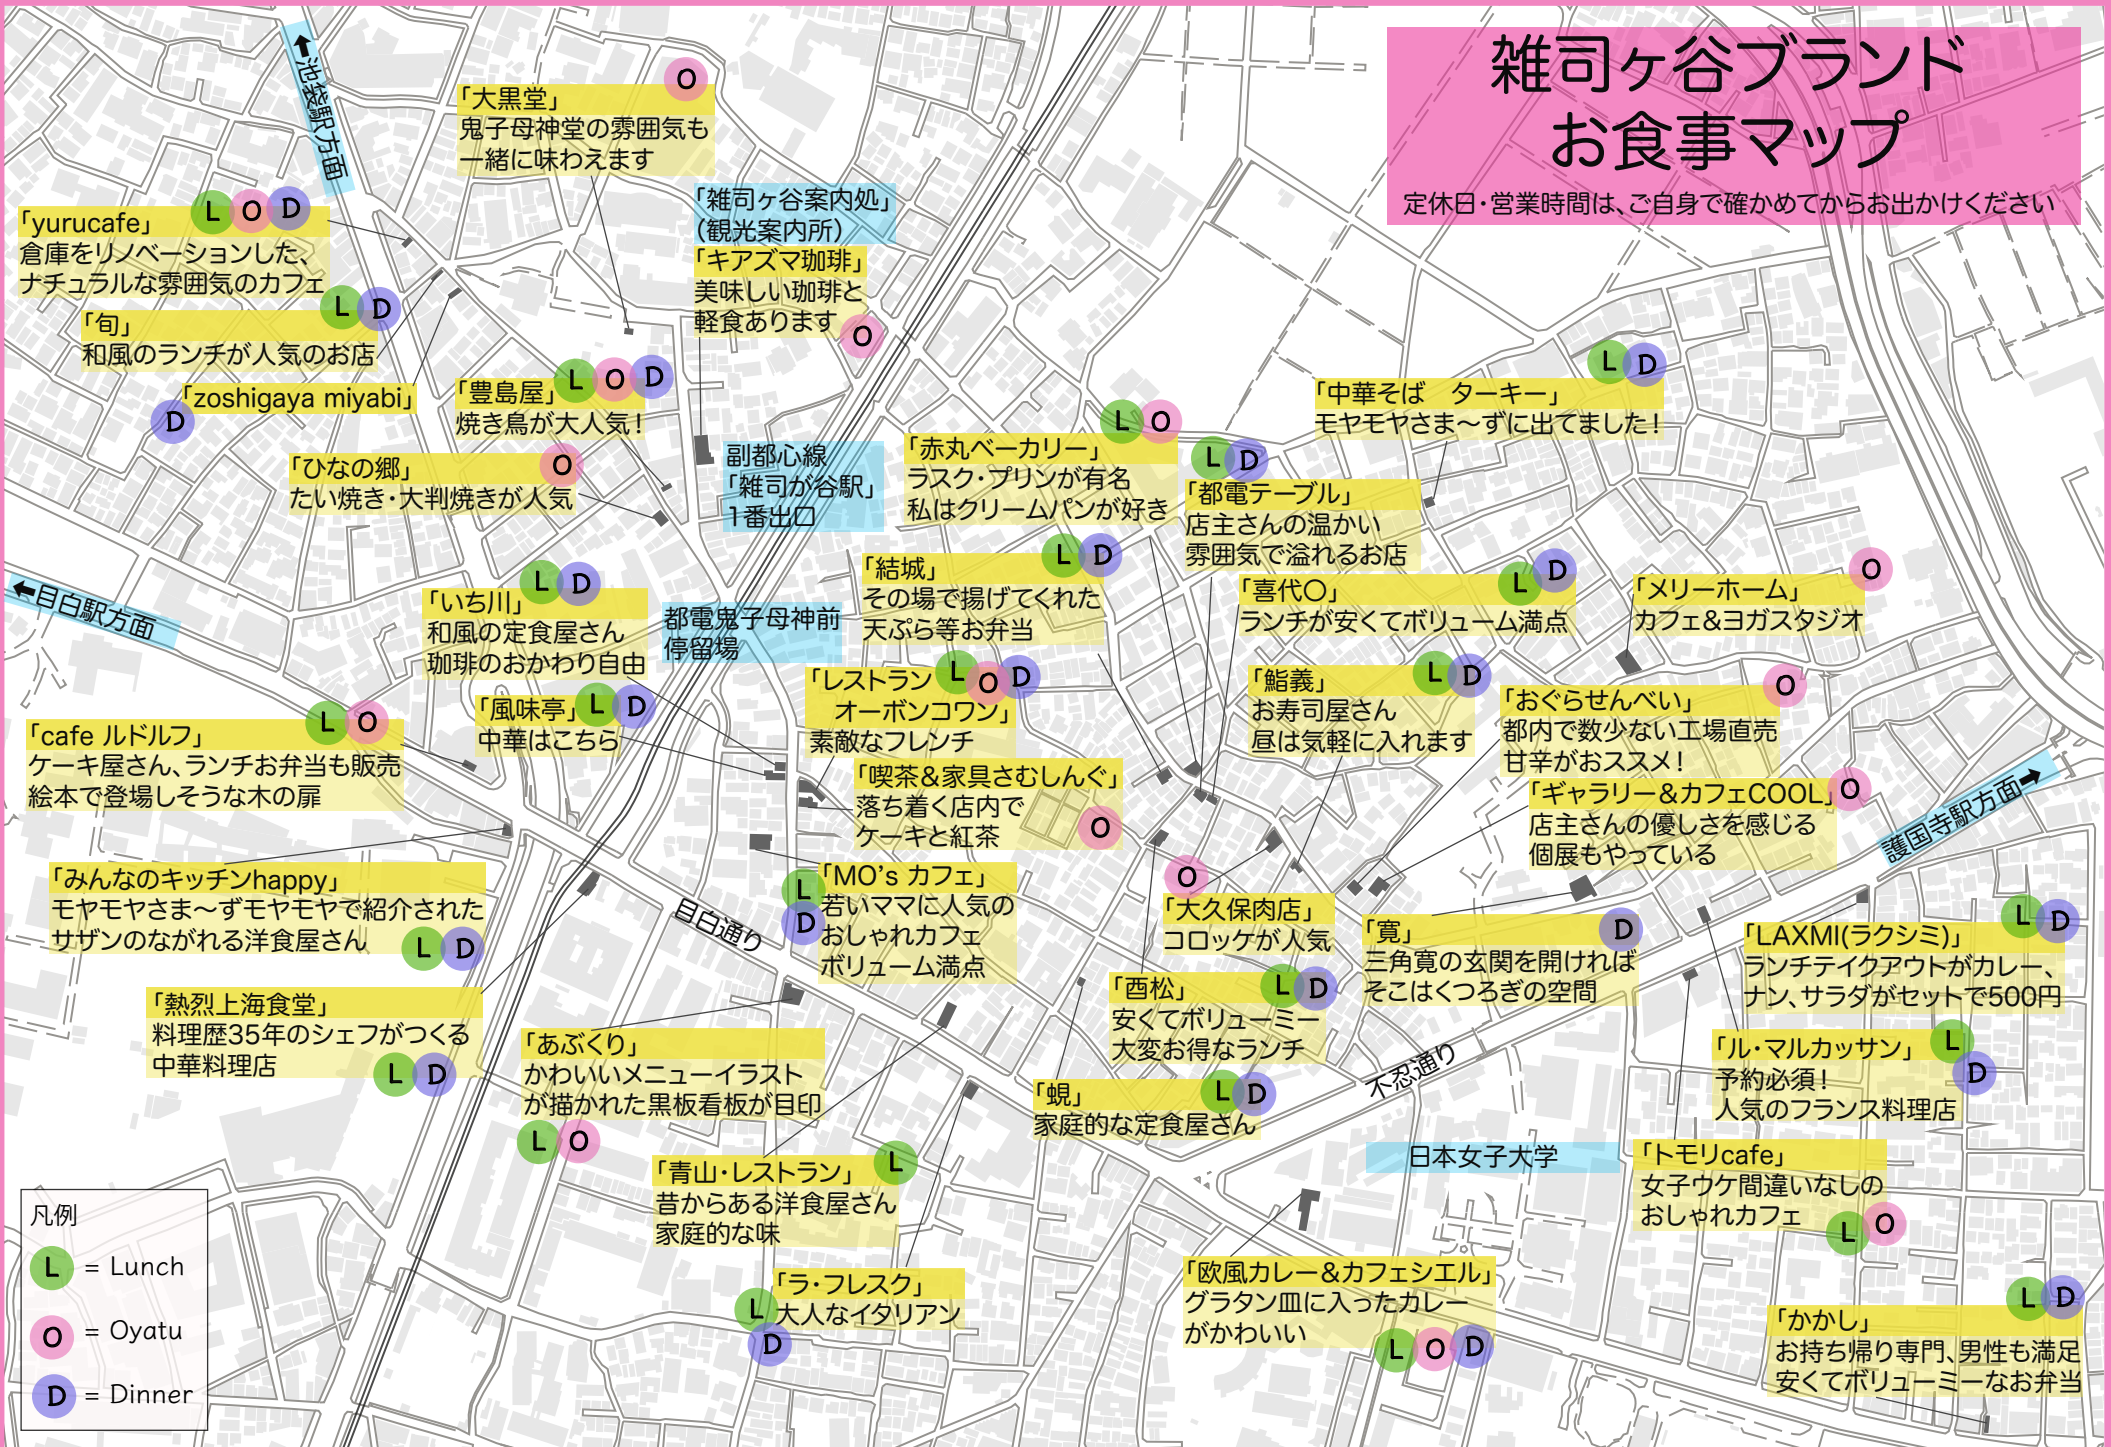 雑司ヶ谷ブランド
お食事マップ
定休日・営業時間は、ご自身で確かめてからお出かけください
↑池袋駅方面
O
「大黒堂」
鬼子母神堂の雰囲気も
一緒に味わえます
「雑司ヶ谷案内処」
（観光案内所）
「キアズマ珈琲」
美味しい珈琲と
軽食あります
O
L O D
「yurucafe」
倉庫をリノベーションした、
ナチュラルな雰囲気のカフェ
L D
「旬」
和風のランチが人気のお店
「zoshigaya miyabi」
D
L O D
「豊島屋」
焼き鳥が大人気！
O
「ひなの郷」
たい焼き・大判焼きが人気
副都心線
「雑司が谷駅」
1番出口
L O
「赤丸ベーカリー」
ラスク・プリンが有名
私はクリームパンが好き
L D
「都電テーブル」
店主さんの温かい
雰囲気で溢れるお店
L D
「中華そば　ターキー」
モヤモヤさま〜ずに出てました！
←目白駅方面
L D
「いち川」
和風の定食屋さん
珈琲のおかわり自由
都電鬼子母神前
停留場
L D
「結城」
その場で揚げてくれた
天ぷら等お弁当
L D
「喜代〇」
ランチが安くてボリューム満点
O
「メリーホーム」
カフェ&ヨガスタジオ
L D
「風味亭」
中華はこちら
L O D
「レストラン
オーボンコワン」
素敵なフレンチ
L D
「鮨義」
お寿司屋さん
昼は気軽に入れます
O
「おぐらせんべい」
都内で数少ない工場直売
甘辛がおススメ！
L O
「cafe ルドルフ」
ケーキ屋さん、ランチお弁当も販売
絵本で登場しそうな木の扉
「喫茶＆家具さむしんぐ」
落ち着く店内で
ケーキと紅茶
O
「ギャラリー＆カフェCOOL」
O
店主さんの優しさを感じる
個展もやっている
護国寺駅方面→
「みんなのキッチンhappy」
モヤモヤさま〜ずモヤモヤで紹介された
サザンのながれる洋食屋さん
L D
目白通り
「MO's カフェ」
若いママに人気の
おしゃれカフェ
ボリューム満点
L
D
O
「大久保肉店」
コロッケが人気
「寛」
D
三角寛の玄関を開ければ
そこはくつろぎの空間
L D
「LAXMI(ラクシミ)」
ランチテイクアウトがカレー、
ナン、サラダがセットで500円
「熱烈上海食堂」
料理歴35年のシェフがつくる
中華料理店
L D
「あぶくり」
かわいいメニューイラスト
が描かれた黒板看板が目印
L O
L D
「酉松」
安くてボリューミー
大変お得なランチ
L D
「蜆」
家庭的な定食屋さん
不忍通り
「ル・マルカッサン」
予約必須！
人気のフランス料理店
L
D
「青山・レストラン」
昔からある洋食屋さん
家庭的な味
L
日本女子大学
「トモリcafe」
女子ウケ間違いなしの
おしゃれカフェ
L O
「ラ・フレスク」
大人なイタリアン
L
D
「欧風カレー＆カフェシエル」
グラタン皿に入ったカレー
がかわいい
L O D
L D
「かかし」
お持ち帰り専門、男性も満足
安くてボリューミーなお弁当
凡例
L = Lunch
O = Oyatu
D = Dinner